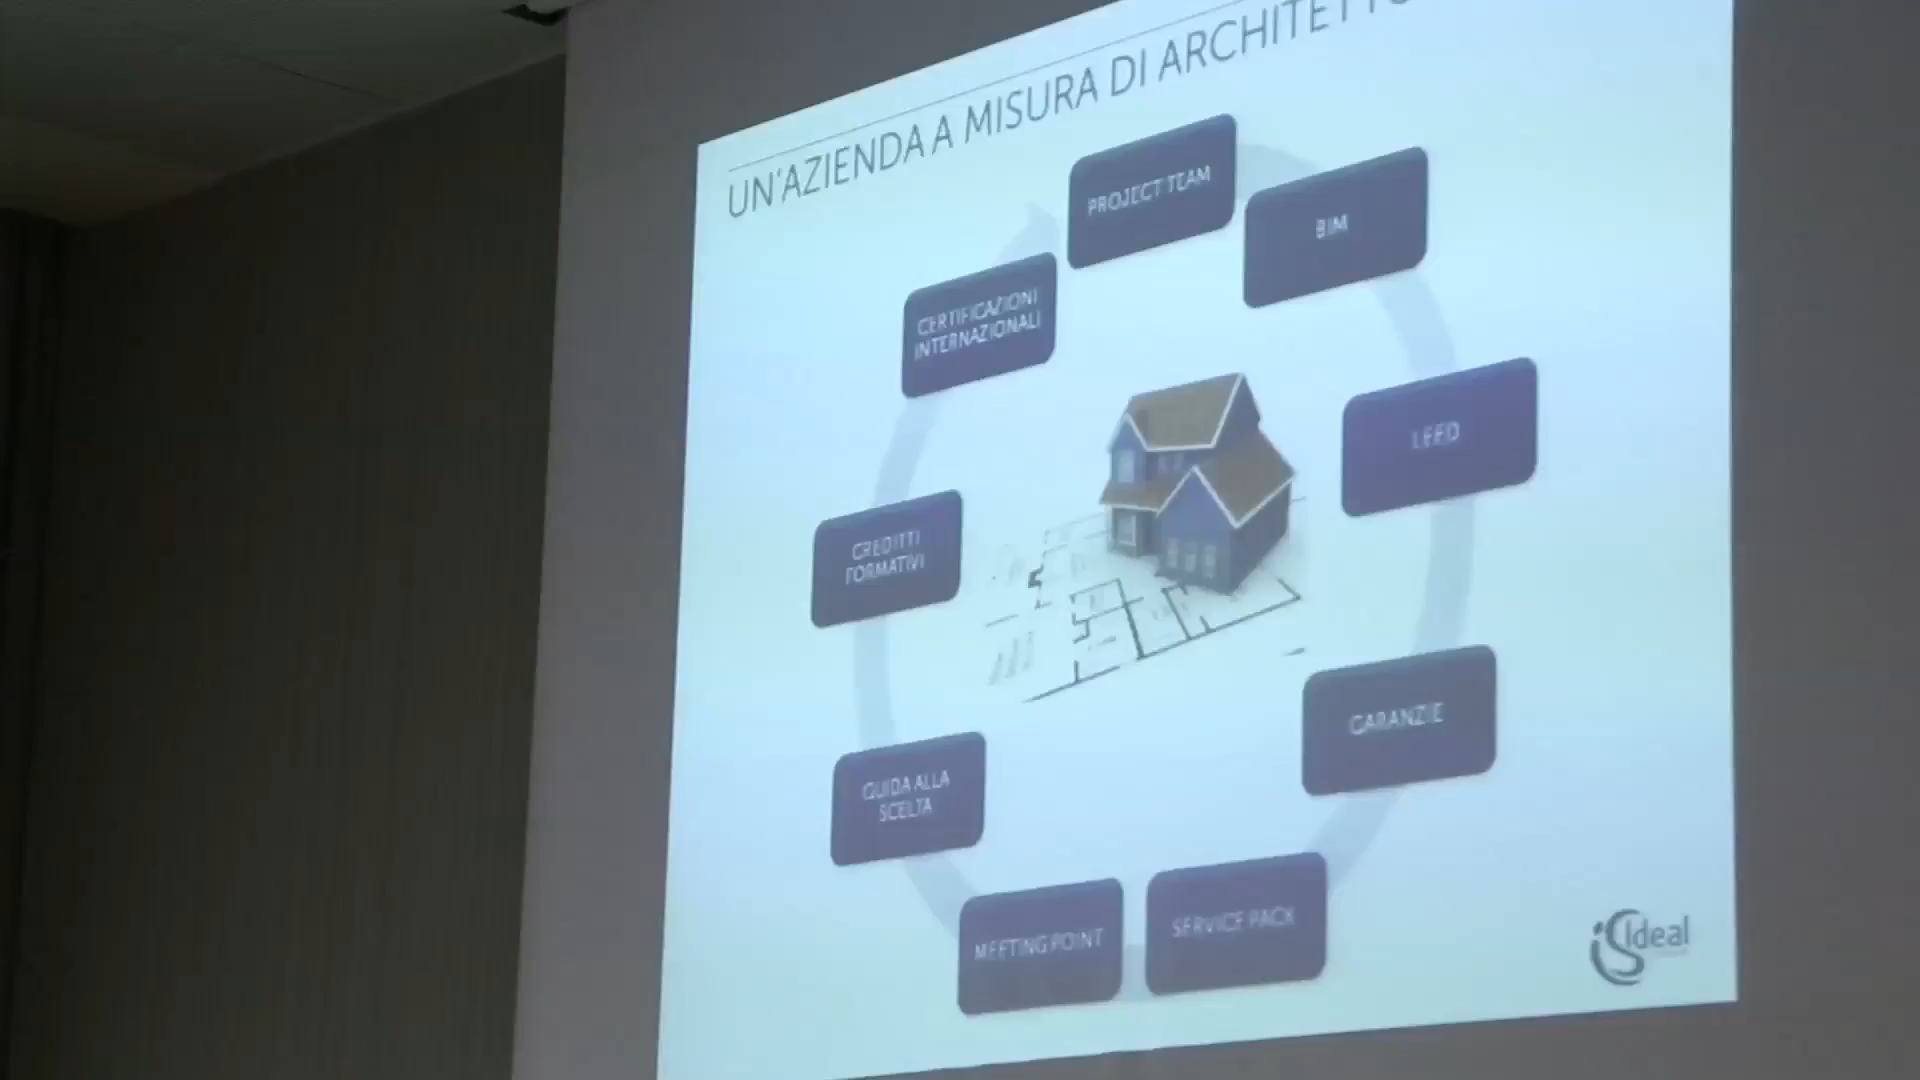 UN'AZIENDA A MISURA DI ARCHITETTO
PROJECT TEAM
BIM
LEED
GARANZIE
SERVICE PACK
MEETING POINT
GUIDA ALLA
SCELTA
CREDITI
FORMATIVI
CERTIFICAZIONI
INTERNAZIONALI
Ideal